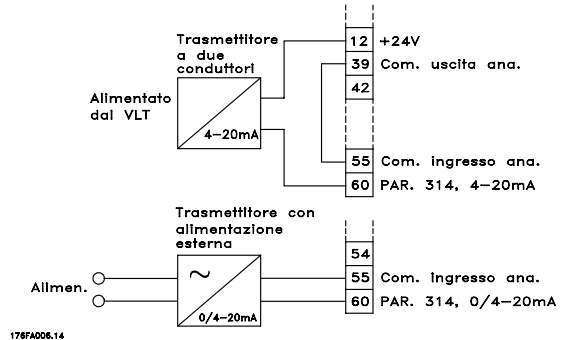 Trasmettitore
a due
conduttori
Alimentato
dal VLT
4–20mA
12 +24V
39 Com. uscita ana.
42
55 Com. ingresso ana.
60 PAR. 314, 4–20mA
Trasmettitore con
alimentazione
esterna
Alimen.
~
0/4–20mA
54
55 Com. ingresso ana.
60 PAR. 314, 0/4–20mA
176FA006.14